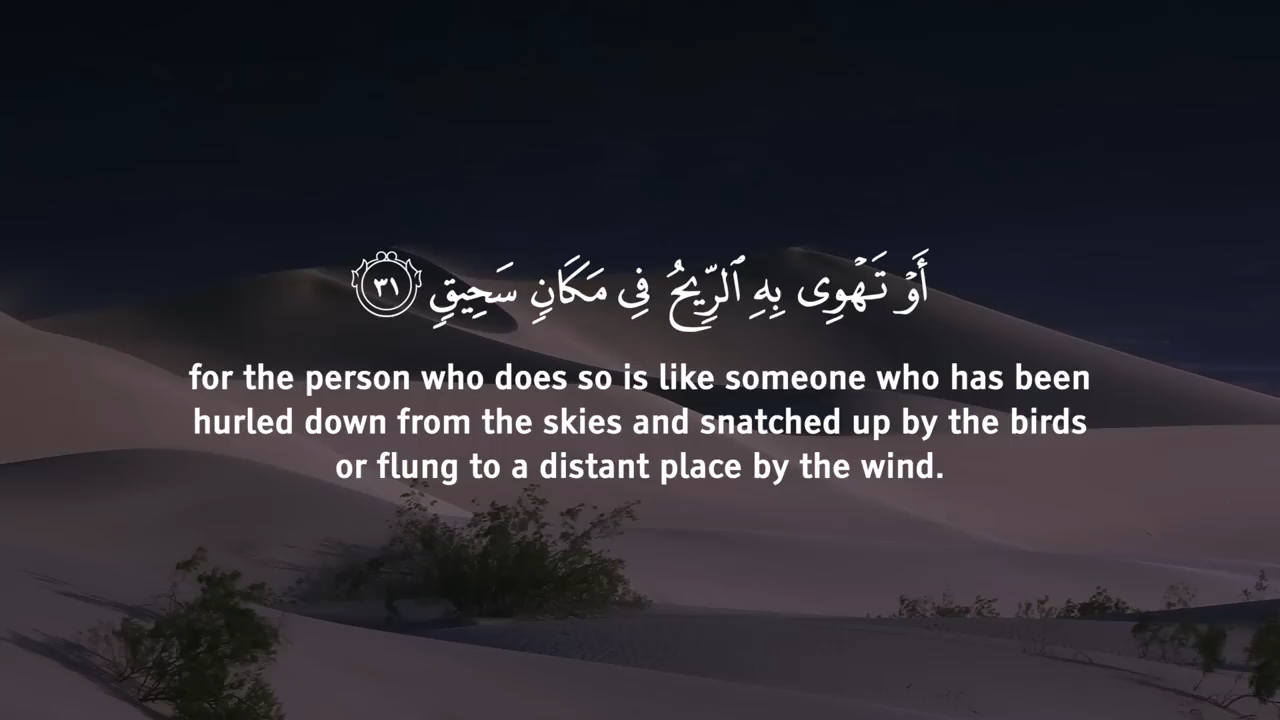 أَوْ تَهْوِى بِهِ ٱلرِّيحُ فِى مَكَانٍ سَحِيقٍ ٣١
for the person who does so is like someone who has been
hurled down from the skies and snatched up by the birds
or flung to a distant place by the wind.